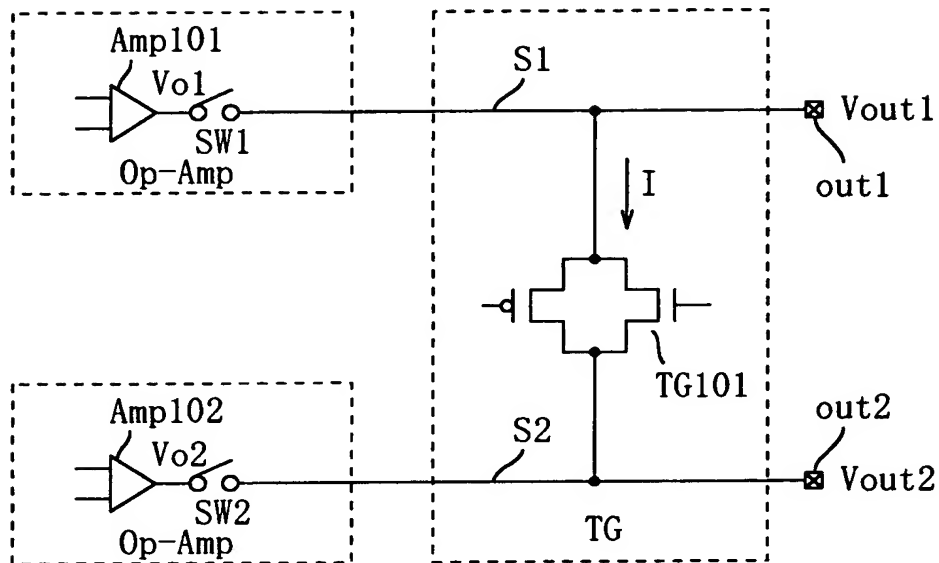 Amp101
Vo1
SW1
Op-Amp
S1
Vout1
out1
I
TG101
Amp102
Vo2
SW2
Op-Amp
S2
out2
Vout2
TG